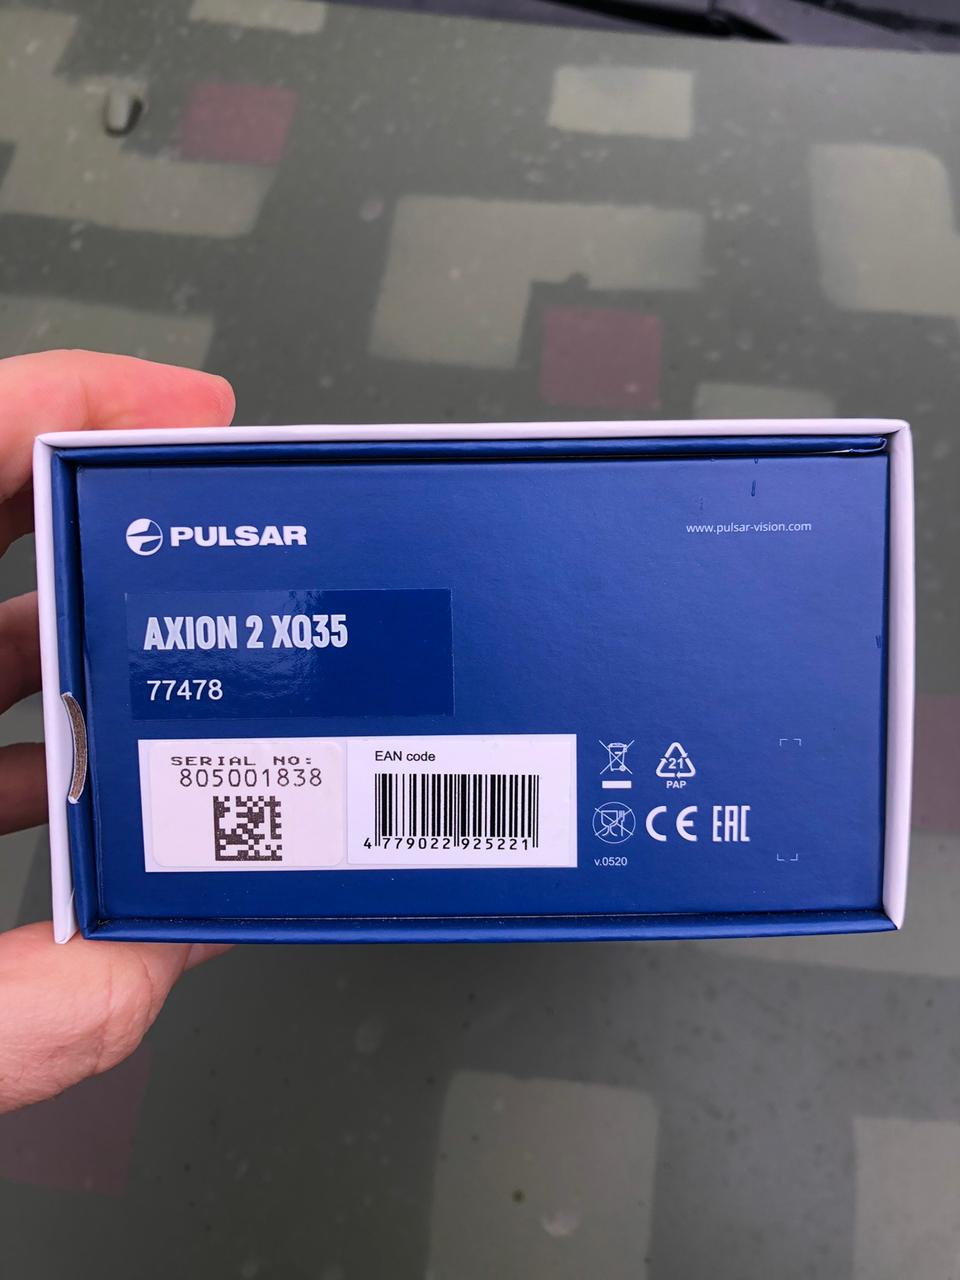 PULSAR
www.pulsar-vision.com
AXION 2 XQ35
77478
SERIAL NO:
805001838
EAN code
4 779022 925221
21
PAP
CE EAC
v.0520